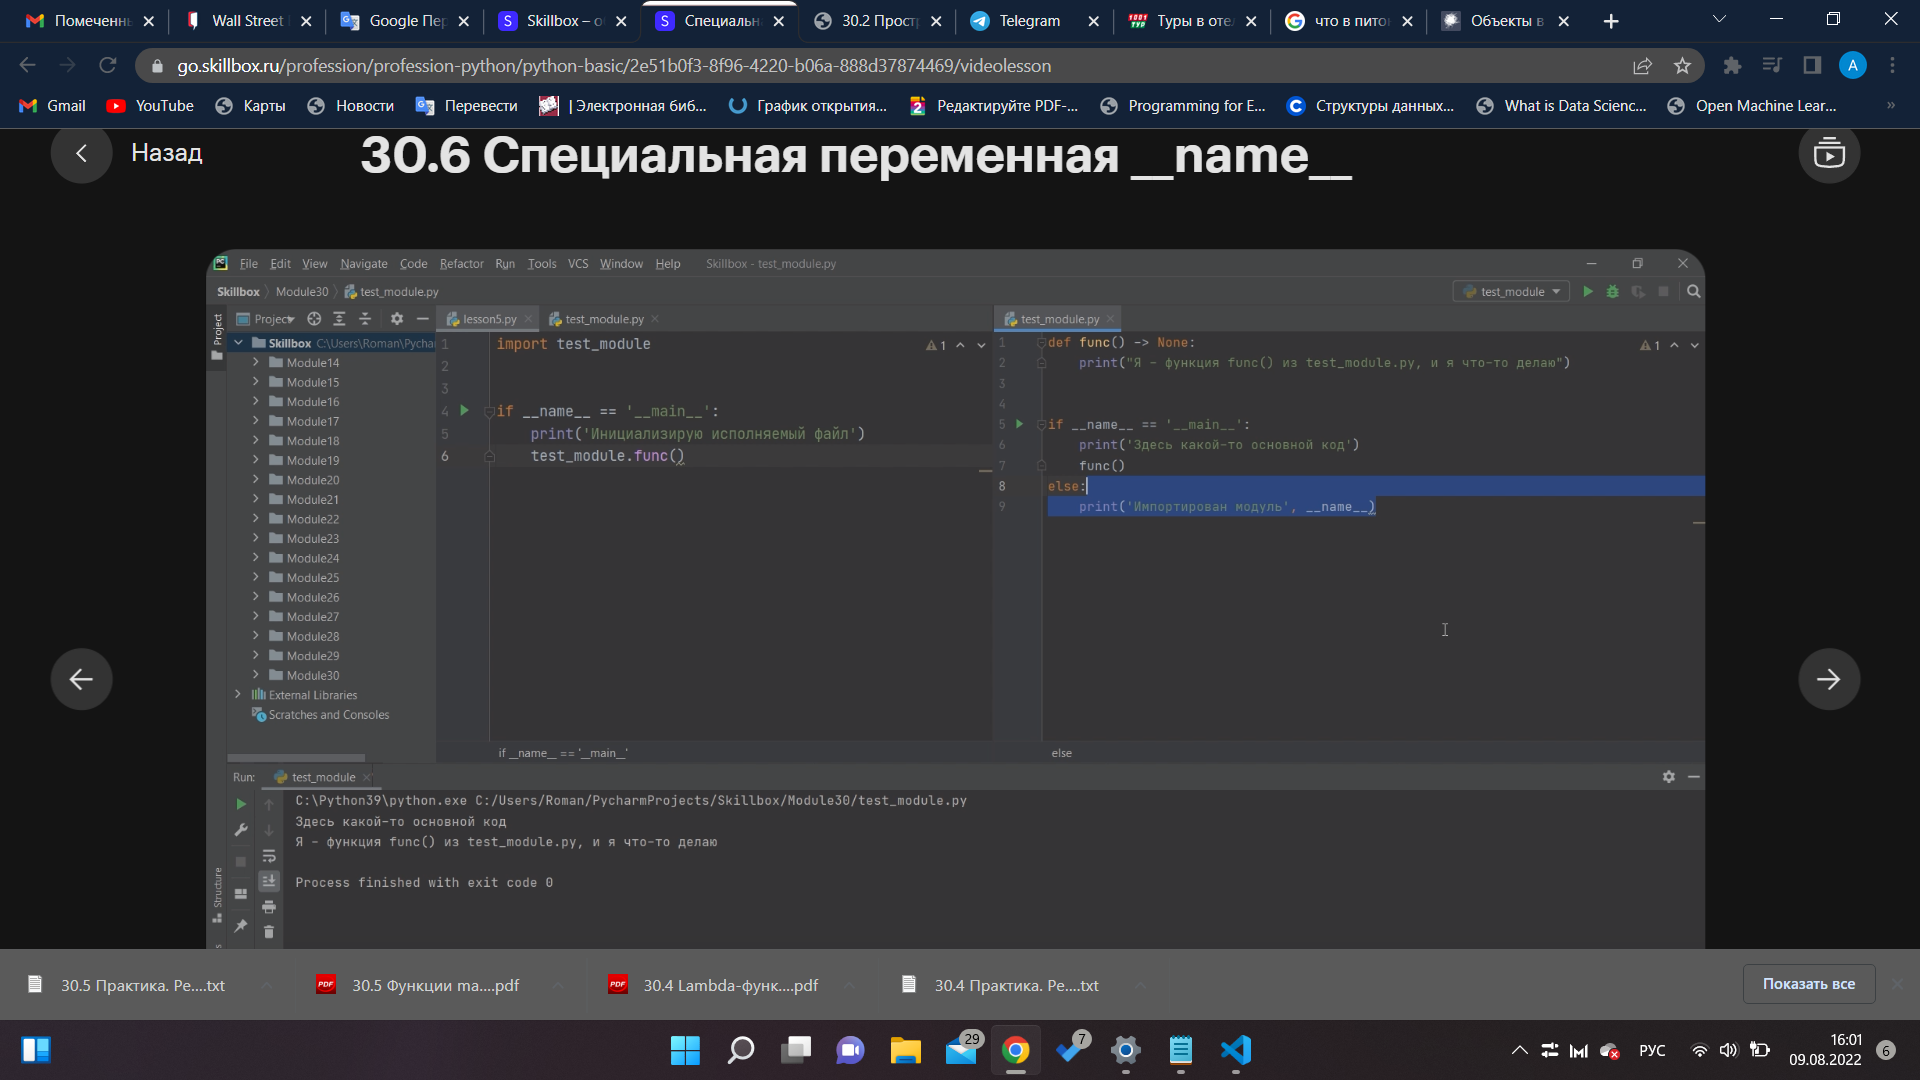 Помеченны
Wall Street
Google Пер
Skillbox – о
Специальн
30.2 Простр
Telegram
Туры в оте
что в пито
Объекты в
go.skillbox.ru/profession/profession-python/python-basic/2e51b0f3-8f96-4220-b06a-888d37874469/videolesson
A
Gmail
YouTube
Карты
Новости
Перевести
| Электронная биб...
График открытия...
Редактируйте PDF-...
Programming for E...
Структуры данных...
What is Data Scienc...
Open Machine Lear...
»
Назад
30.6 Специальная переменная __name__
File Edit View Navigate Code Refactor Run Tools VCS Window Help Skillbox - test_module.py
Skillbox Module30 test_module.py
test_module
Project
Project
lesson5.py
test_module.py
test_module.py
Skillbox C:\Users\Roman\Pycha
Module14
Module15
Module16
Module17
Module18
Module19
Module20
Module21
Module22
Module23
Module24
Module25
Module26
Module27
Module28
Module29
Module30
External Libraries
Scratches and Consoles
1 import test_module
1
2
3
4 if __name__ == '__main__':
5 print('Инициализирую исполняемый файл')
6 test_module.func()
if __name__ == '__main__'
1 def func() -> None:
1
2 print("Я - функция func() из test_module.py, и я что-то делаю")
3
4
5 if __name__ == '__main__':
6 print('Здесь какой-то основной код')
7 func()
8 else:
9 print('Импортирован модуль', __name__)
else
Run: test_module
C:\Python39\python.exe C:/Users/Roman/PycharmProjects/Skillbox/Module30/test_module.py
Здесь какой-то основной код
Я - функция func() из test_module.py, и я что-то делаю
Process finished with exit code 0
Structure
30.5 Практика. Ре....txt
30.5 Функции ma....pdf
30.4 Lambda-функ....pdf
30.4 Практика. Ре....txt
Показать все
29
7
РУС
16:01
09.08.2022
6